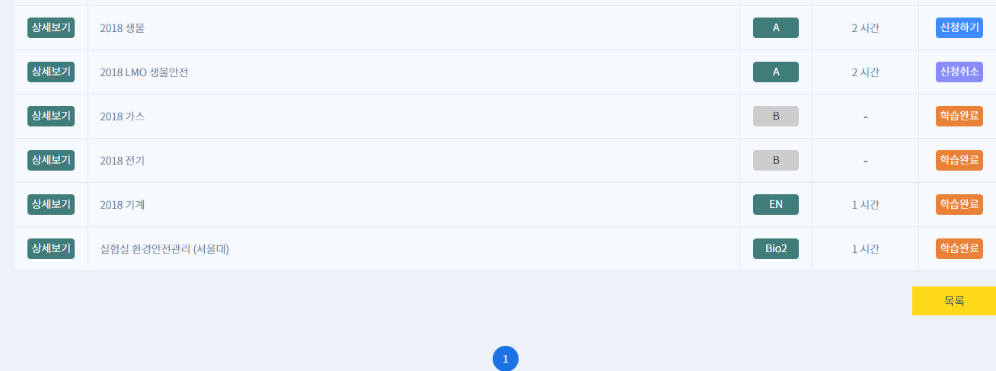 상세보기 2018 생물 A 2 시간 신청하기
상세보기 2018 LMO 생물안전 A 2 시간 신청취소
상세보기 2018 가스 B - 학습완료
상세보기 2018 전기 B - 학습완료
상세보기 2018 기계 EN 1 시간 학습완료
상세보기 실험실 환경안전관리 (서울대) Bio2 1 시간 학습완료
목록
1